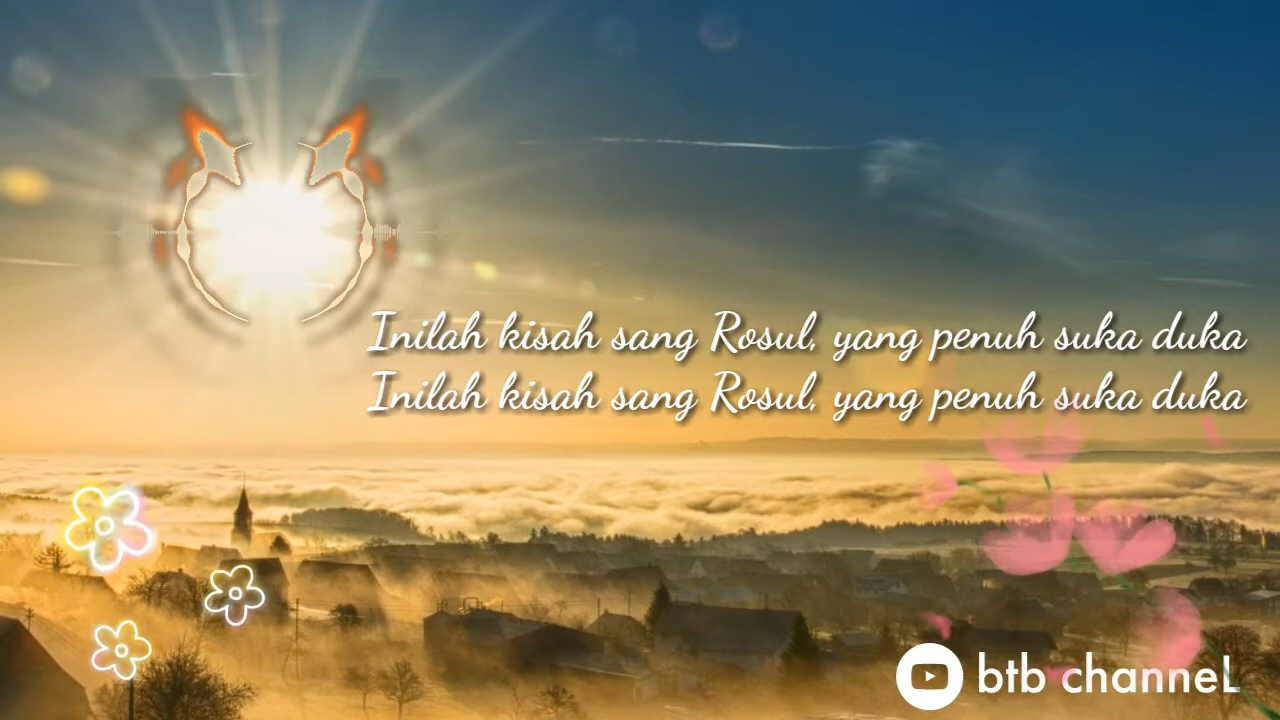 Inilah kisah sang Rosul, yang penuh suka duka
Inilah kisah sang Rosul, yang penuh suka duka
btb channeL